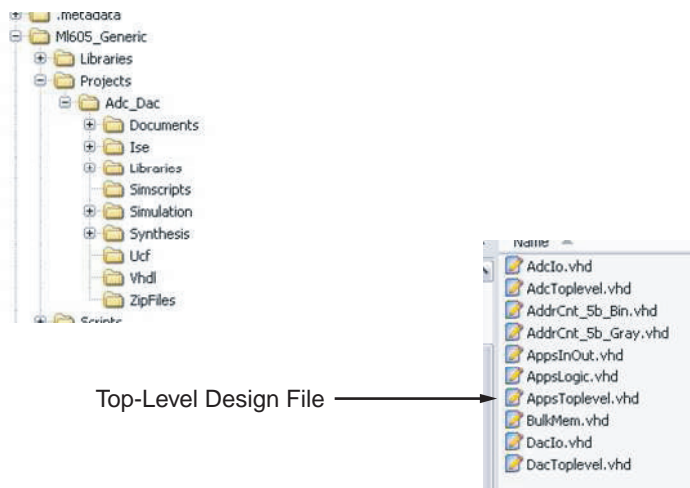 .metadata
Ml605_Generic
Libraries
Projects
Adc_Dac
Documents
Ise
Libraries
Simscripts
Simulation
Synthesis
Ucf
Vhdl
ZipFiles
Scripts
Name
AdcIo.vhd
AdcToplevel.vhd
AddrCnt_5b_Bin.vhd
AddrCnt_5b_Gray.vhd
AppsInOut.vhd
AppsLogic.vhd
Top-Level Design File
AppsToplevel.vhd
BulkMem.vhd
DacIo.vhd
DacToplevel.vhd